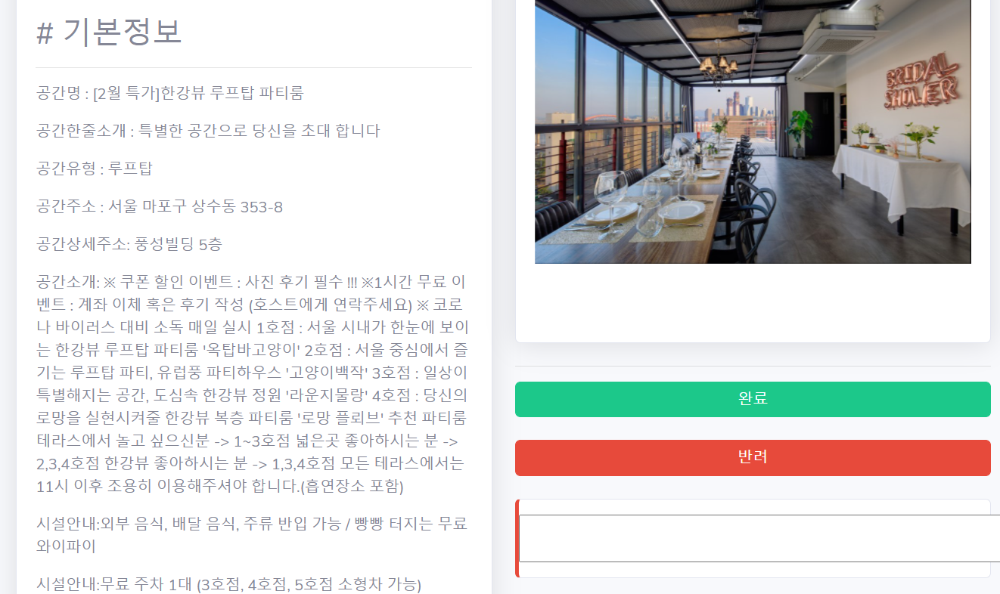 # 기본정보
공간명 : [2월 특가]한강뷰 루프탑 파티룸
공간한줄소개 : 특별한 공간으로 당신을 초대 합니다
공간유형 : 루프탑
공간주소 : 서울 마포구 상수동 353-8
공간상세주소: 풍성빌딩 5층
공간소개: ※ 쿠폰 할인 이벤트 : 사진 후기 필수 !!! ※1시간 무료 이
벤트 : 계좌 이체 혹은 후기 작성 (호스트에게 연락주세요) ※ 코로
나 바이러스 대비 소독 매일 실시 1호점 : 서울 시내가 한눈에 보이
는 한강뷰 루프탑 파티룸 '옥탑바고양이' 2호점 : 서울 중심에서 즐
기는 루프탑 파티, 유럽풍 파티하우스 '고양이백작' 3호점 : 일상이
특별해지는 공간, 도심속 한강뷰 정원 '라운지물랑' 4호점 : 당신의
로망을 실현시켜줄 한강뷰 복층 파티룸 '로망 플뢰브' 추천 파티룸
테라스에서 놀고 싶으신분 -> 1~3호점 넓은곳 좋아하시는 분 ->
2,3,4호점 한강뷰 좋아하시는 분 -> 1,3,4호점 모든 테라스에서는
11시 이후 조용히 이용해주셔야 합니다.(흡연장소 포함)
시설안내:외부 음식, 배달 음식, 주류 반입 가능 / 빵빵 터지는 무료
와이파이
시설안내:무료 주차 1대 (3호점, 4호점, 5호점 소형차 가능)
BRIDAL
SHOWER
완료
반려